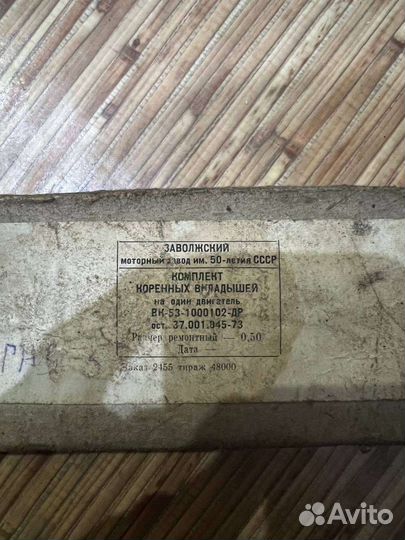 ЗАВОЛЖСКИЙ
моторный завод им. 50-летия СССР
КОМПЛЕКТ
КОРЕННЫХ ВКЛАДЫШЕЙ
на один двигатель
ВК-53-1000102-ДР
ост. 37.001.045-73
Размер ремонтный — 0,50
Дата —
Заказ 2455 тираж 48000
Avito